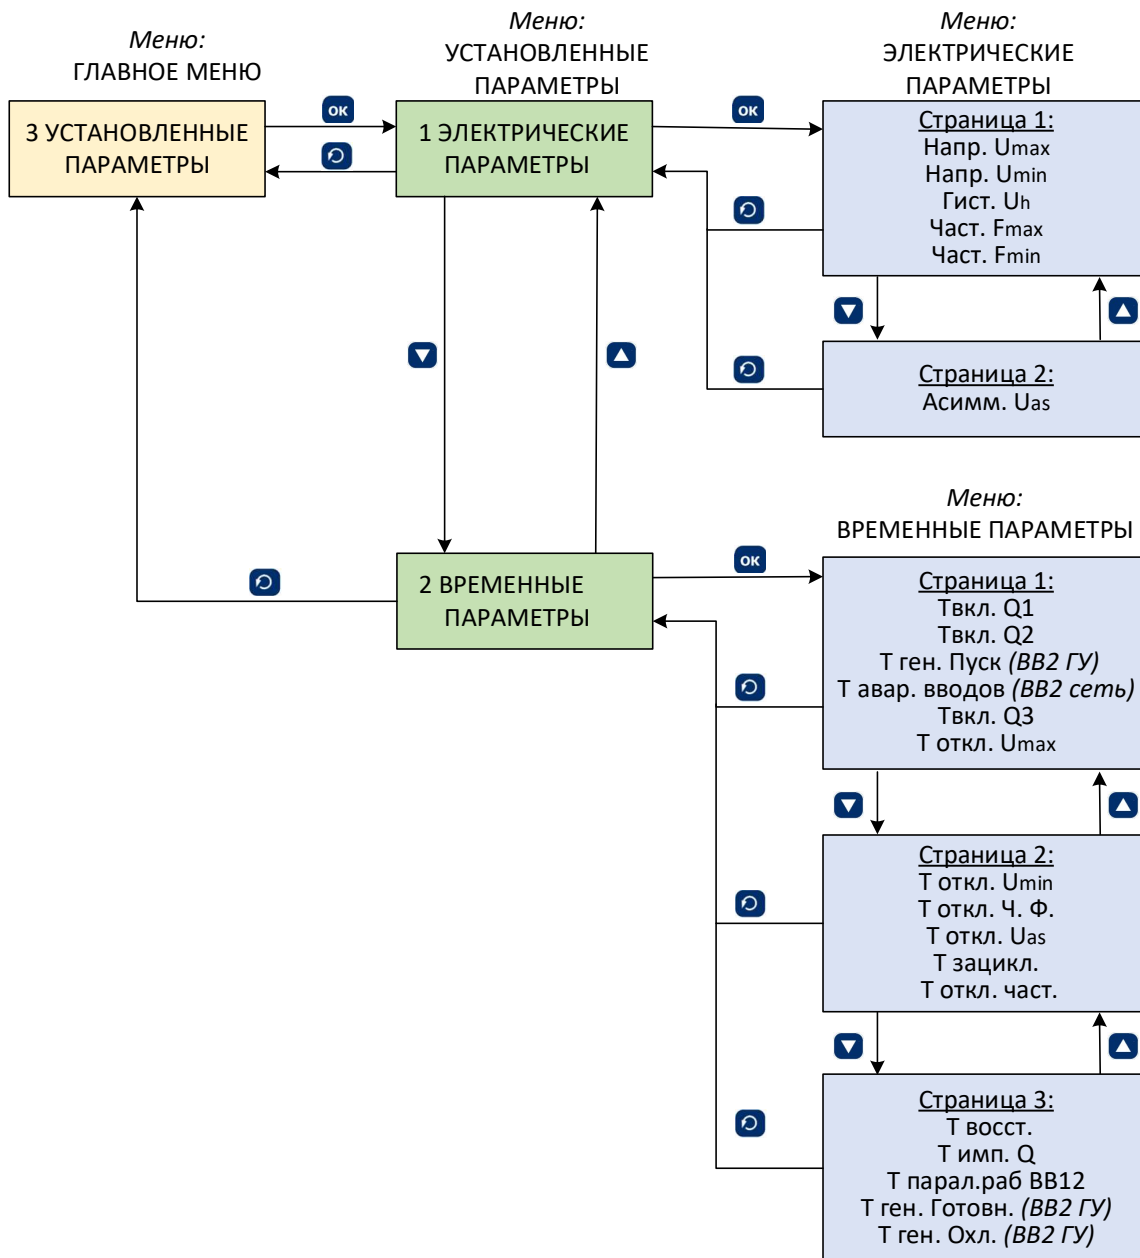 Меню:
ГЛАВНОЕ МЕНЮ
Меню:
УСТАНОВЛЕННЫЕ
ПАРАМЕТРЫ
Меню:
ЭЛЕКТРИЧЕСКИЕ
ПАРАМЕТРЫ
3 УСТАНОВЛЕННЫЕ
ПАРАМЕТРЫ
ОК
1 ЭЛЕКТРИЧЕСКИЕ
ПАРАМЕТРЫ
ОК
Страница 1:
Напр. Umax
Напр. Umin
Гист. Uh
Част. Fmax
Част. Fmin
Страница 2:
Асимм. Uas
Меню:
ВРЕМЕННЫЕ ПАРАМЕТРЫ
2 ВРЕМЕННЫЕ
ПАРАМЕТРЫ
ОК
Страница 1:
Твкл. Q1
Твкл. Q2
Т ген. Пуск (ВВ2 ГУ)
Т авар. вводов (ВВ2 сеть)
Твкл. Q3
Т откл. Umax
Страница 2:
Т откл. Umin
Т откл. Ч. Ф.
Т откл. Uas
Т зацикл.
Т откл. част.
Страница 3:
Т восст.
Т имп. Q
Т парал.раб ВВ12
Т ген. Готовн. (ВВ2 ГУ)
Т ген. Охл. (ВВ2 ГУ)